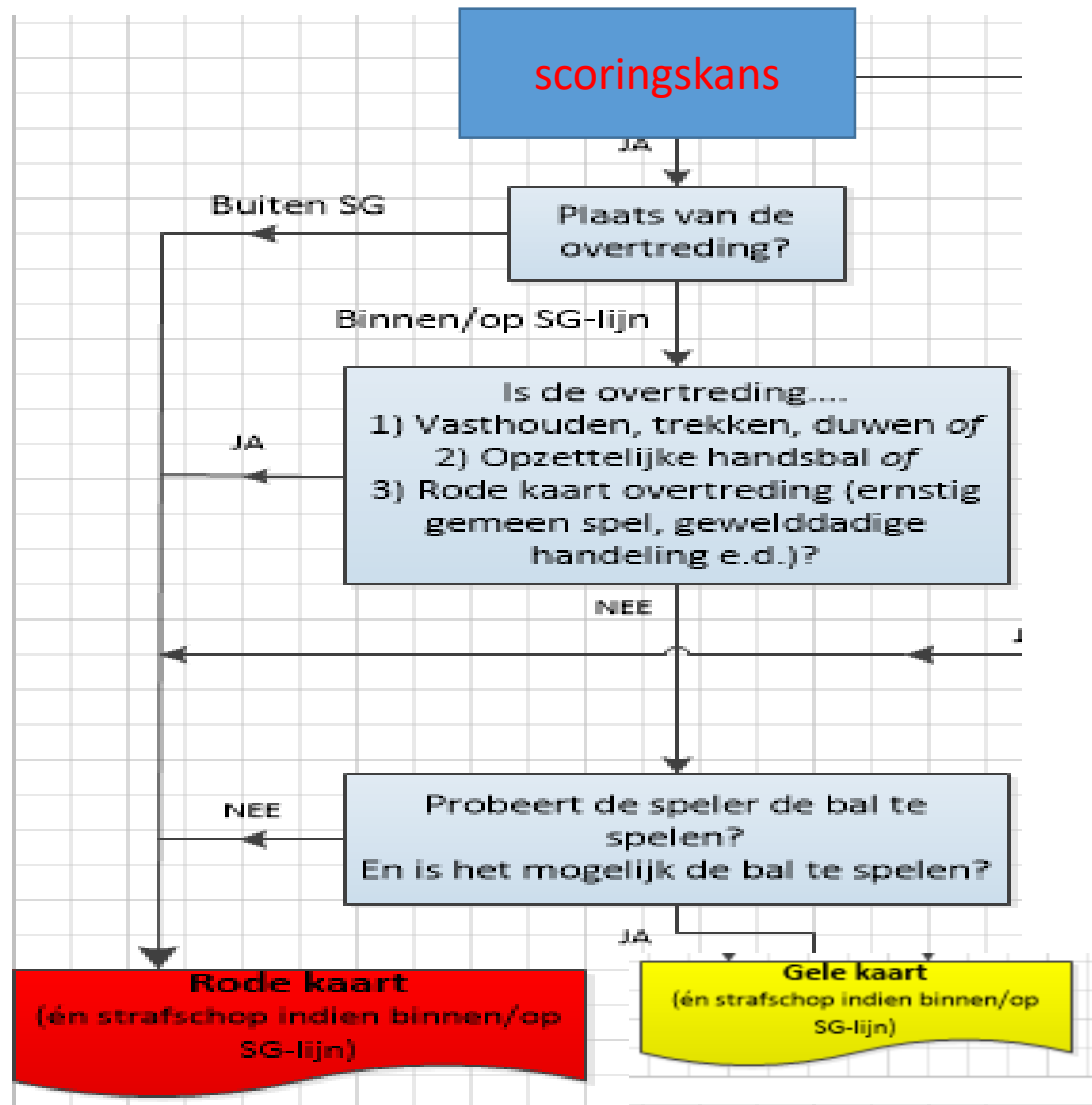 scoringskans
JA
Buiten SG
Plaats van de
overtreding?
Binnen/op SG-lijn
Is de overtreding....
1) Vasthouden, trekken, duwen of
2) Opzettelijke handsbal of
3) Rode kaart overtreding (ernstig
gemeen spel, gewelddadige
handeling e.d.)?
JA
NEE
Probeert de speler de bal te
spelen?
En is het mogelijk de bal te spelen?
NEE
JA
Rode kaart
(én strafschop indien binnen/op
SG-lijn)
Gele kaart
(én strafschop indien binnen/op
SG-lijn)